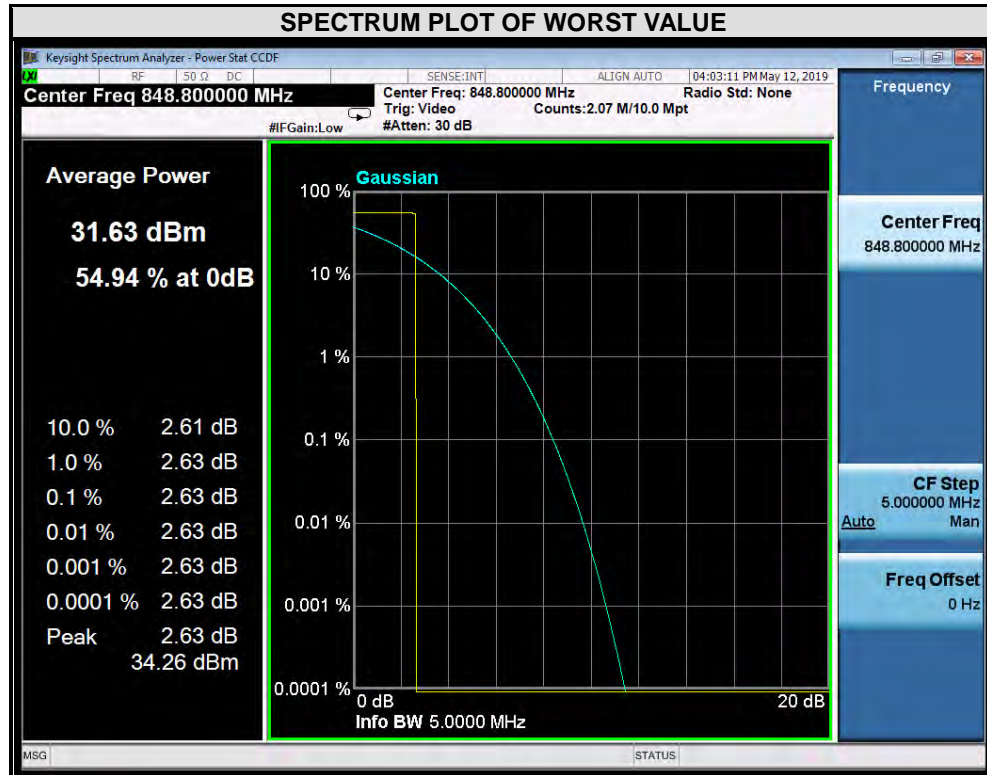 SPECTRUM PLOT OF WORST VALUE
Keysight Spectrum Analyzer - Power Stat CCDF
LXI RF 50 Ω DC SENSE:INT ALIGN AUTO 04:03:11 PM May 12, 2019
Center Freq 848.800000 MHz
Center Freq: 848.800000 MHz Radio Std: None
Trig: Video Counts:2.07 M/10.0 Mpt
#IFGain:Low #Atten: 30 dB
Frequency
Average Power
31.63 dBm
54.94 % at 0dB
10.0 % 2.61 dB
1.0 % 2.63 dB
0.1 % 2.63 dB
0.01 % 2.63 dB
0.001 % 2.63 dB
0.0001 % 2.63 dB
Peak 2.63 dB
34.26 dBm
Gaussian
100 %
10 %
1 %
0.1 %
0.01 %
0.001 %
0.0001 %
0 dB 20 dB
Info BW 5.0000 MHz
Center Freq
848.800000 MHz
CF Step
5.000000 MHz
Auto Man
Freq Offset
0 Hz
MSG STATUS